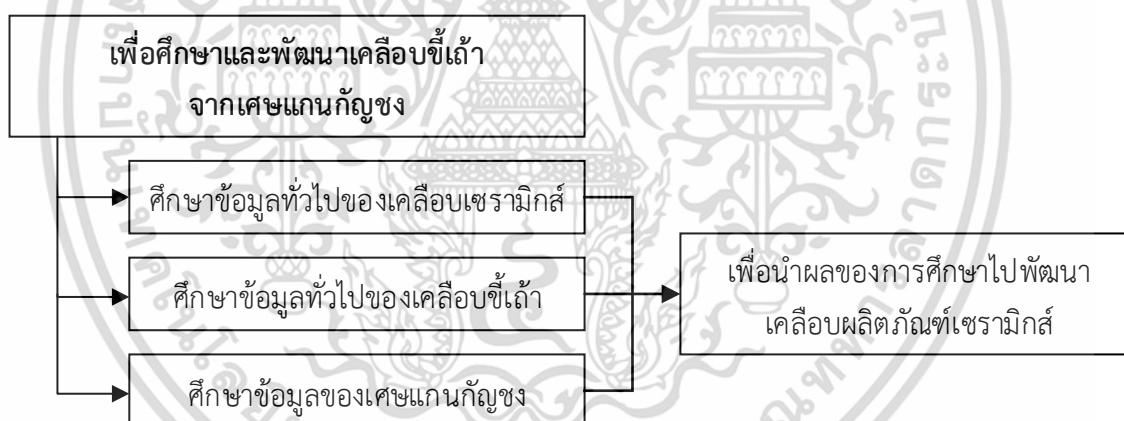 เพื่อศึกษาและพัฒนาเคลือบขี้เถ้า
จากเศษแกนกัญชง
ศึกษาข้อมูลทั่วไปของเคลือบเซรามิกส์
ศึกษาข้อมูลทั่วไปของเคลือบขี้เถ้า
ศึกษาข้อมูลของเศษแกนกัญชง
เพื่อนำผลของการศึกษาไปพัฒนา
เคลือบผลิตภัณฑ์เซรามิกส์